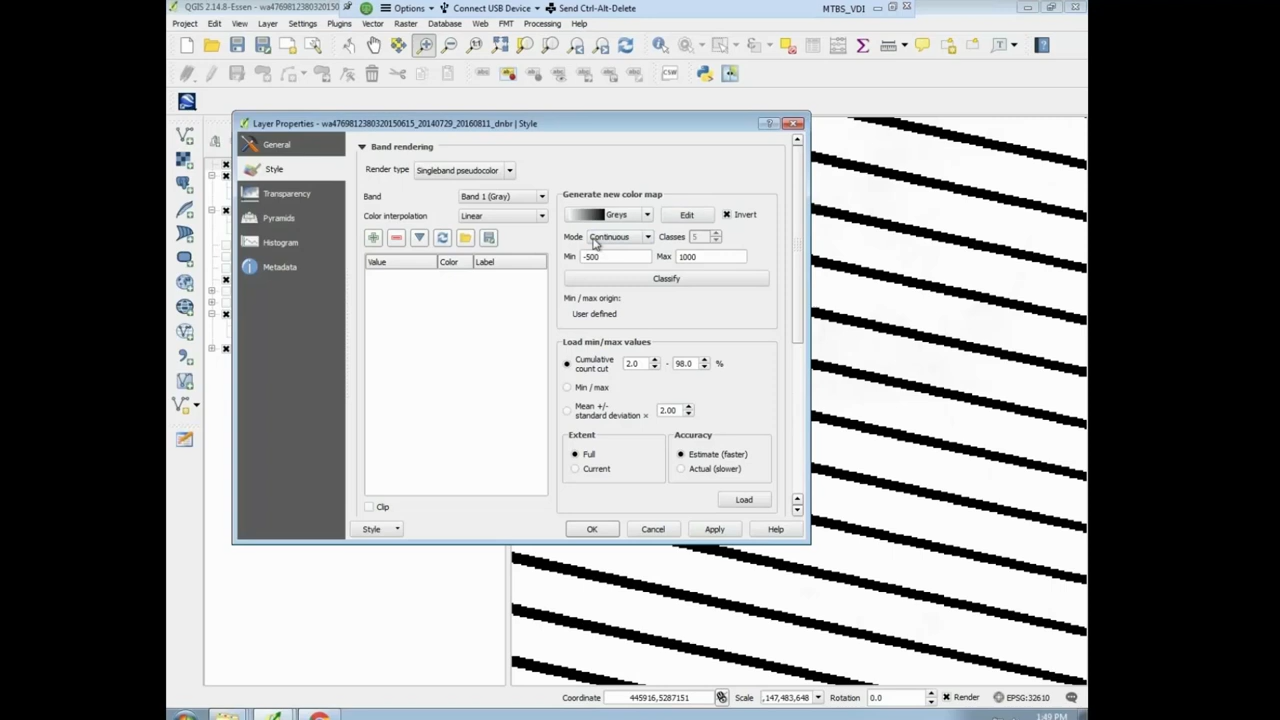 QGIS 2.14.8-Essen - wa4769812380320150
Options
Connect USB Device
Send Ctrl-Alt-Delete
MTBS_VDI
Project Edit View Layer Settings Plugins Vector Raster Database Web FMT Processing Help
CSW
Layer Properties - wa4769812380320150615_20140729_20160811_dnbr | Style
General
Style
Transparency
Pyramids
Histogram
Metadata
Band rendering
Render type Singleband pseudocolor
Band Band 1 (Gray)
Color interpolation Linear
Value Color Label
Clip
Generate new color map
Greys Edit Invert
Mode Continuous Classes 5
Min -500 Max 1000
Classify
Min / max origin:
User defined
Load min/max values
Cumulative
count cut 2.0 - 98.0 %
Min / max
Mean +/-
standard deviation × 2.00
Extent
Full
Current
Accuracy
Estimate (faster)
Actual (slower)
Load
Style OK Cancel Apply Help
Coordinate 445916,5287151 Scale ,147,483,648 Rotation 0.0 Render EPSG:32610
1:49 PM